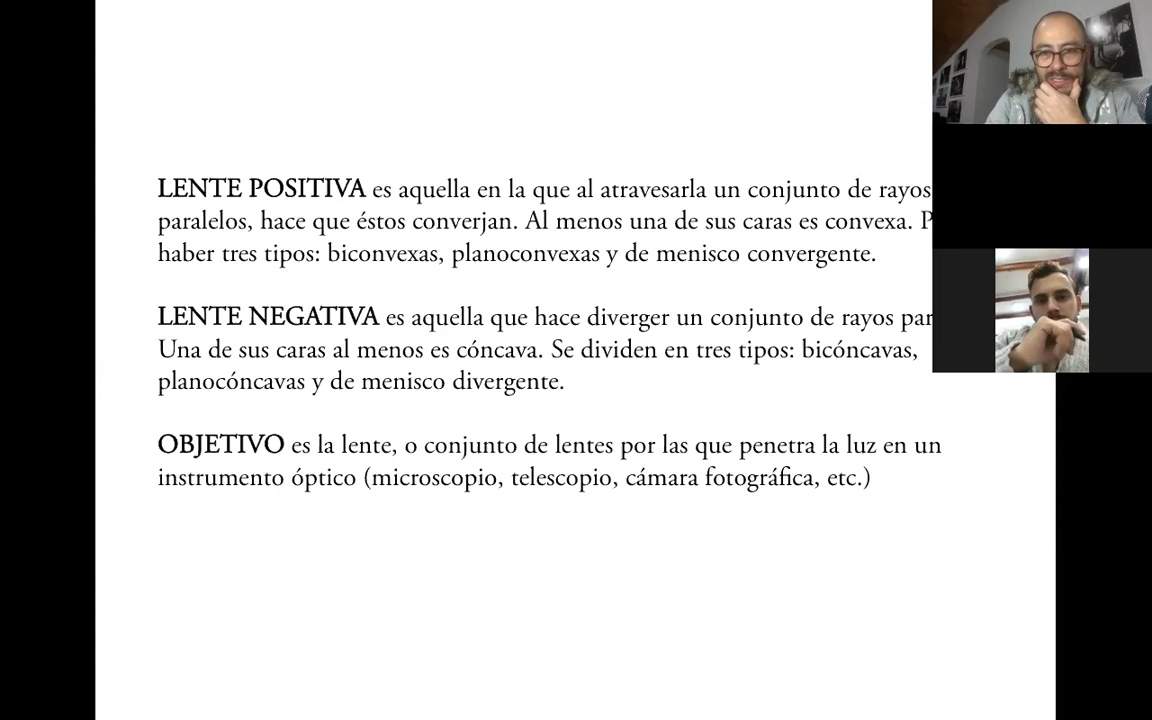 LENTE POSITIVA es aquella en la que al atravesarla un conjunto de rayos
paralelos, hace que éstos converjan. Al menos una de sus caras es convexa.
haber tres tipos: biconvexas, planoconvexas y de menisco convergente.
LENTE NEGATIVA es aquella que hace diverger un conjunto de rayos
Una de sus caras al menos es cóncava. Se dividen en tres tipos: bicóncavas,
planocóncavas y de menisco divergente.
OBJETIVO es la lente, o conjunto de lentes por las que penetra la luz en un
instrumento óptico (microscopio, telescopio, cámara fotográfica, etc.)